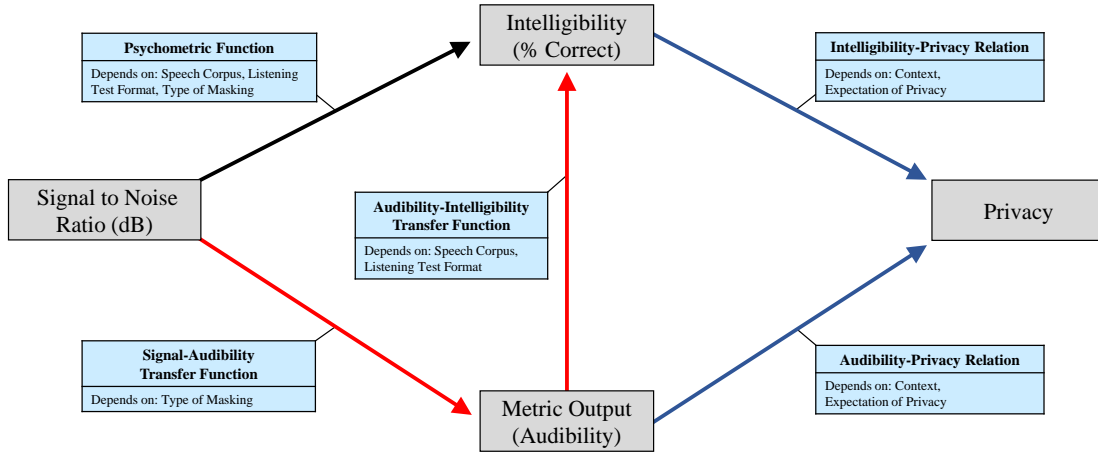 Intelligibility
(% Correct)
Psychometric Function
Depends on: Speech Corpus, Listening
Test Format, Type of Masking
Intelligibility-Privacy Relation
Depends on: Context,
Expectation of Privacy
Signal to Noise
Ratio (dB)
Audibility-Intelligibility
Transfer Function
Depends on: Speech Corpus,
Listening Test Format
Privacy
Signal-Audibility
Transfer Function
Depends on: Type of Masking
Audibility-Privacy Relation
Depends on: Context,
Expectation of Privacy
Metric Output
(Audibility)